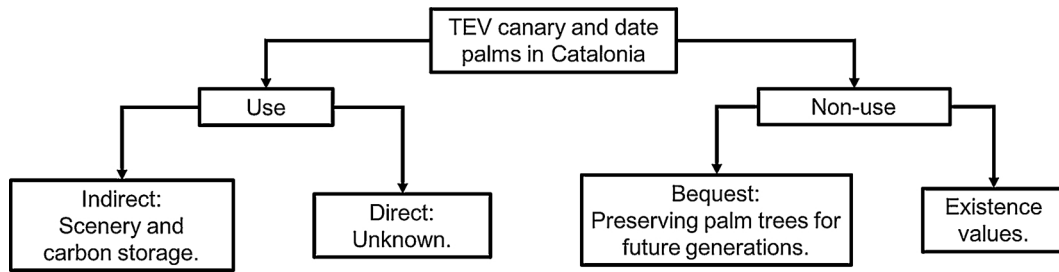 TEV canary and date
palms in Catalonia
Use
Non-use
Indirect:
Scenery and
carbon storage.
Direct:
Unknown.
Bequest:
Preserving palm trees for
future generations.
Existence
values.